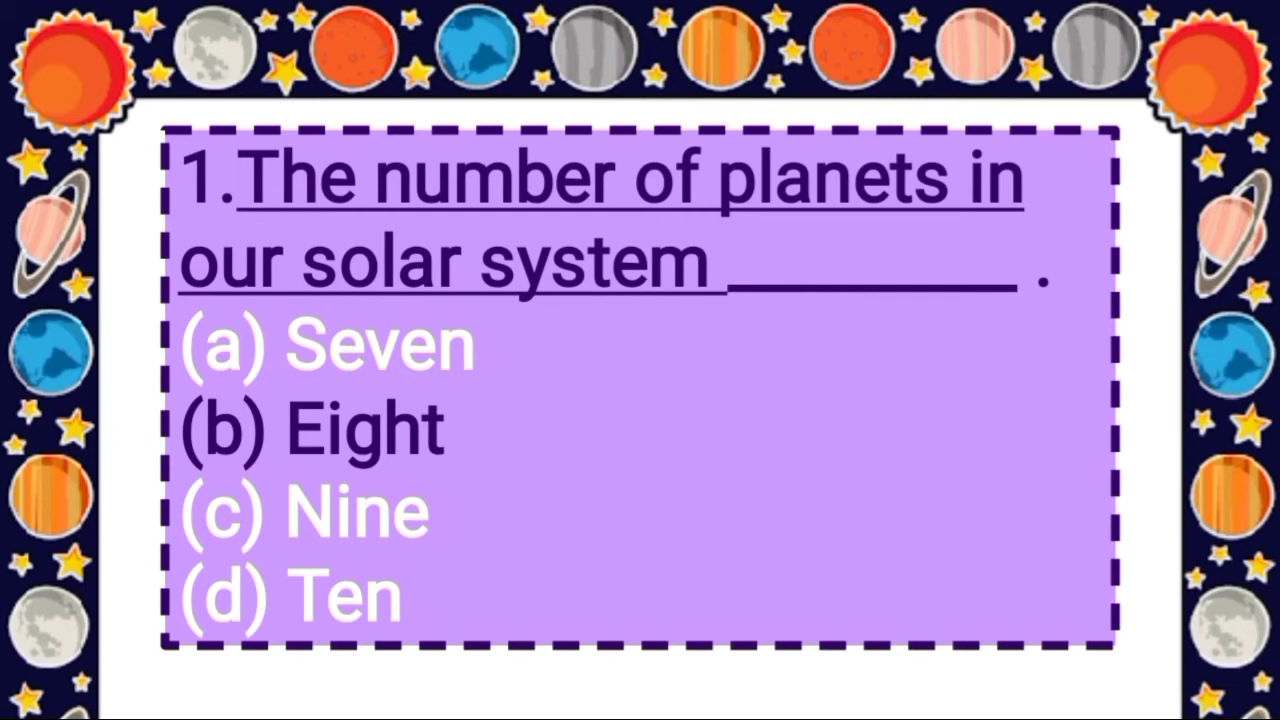 1.The number of planets in
our solar system ________ .
(a) Seven
(b) Eight
(c) Nine
(d) Ten